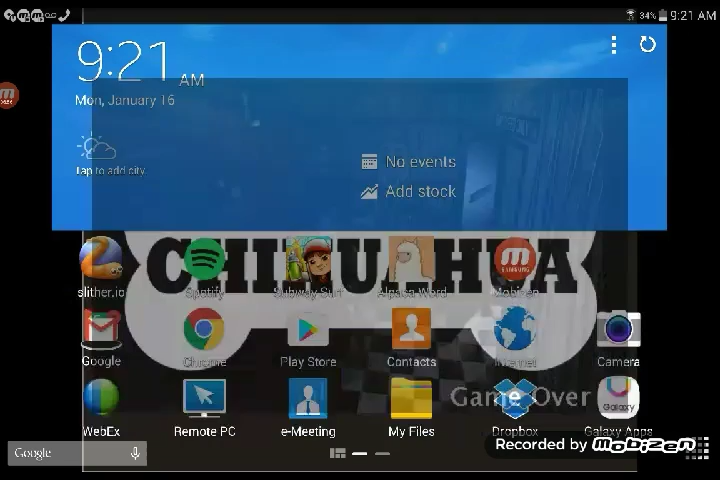 34% 9:21 AM
9:21 AM
Mon, January 16
Tap to add city
No events
Add stock
CHIHUAHUA
slither.io Spotify Subway Surf Alpaca Word Mobizen
Google Chrome Play Store Contacts Internet Camera
Game Over
Galaxy
WebEx Remote PC e-Meeting My Files Dropbox Galaxy Apps
Recorded by Mobizen
Google